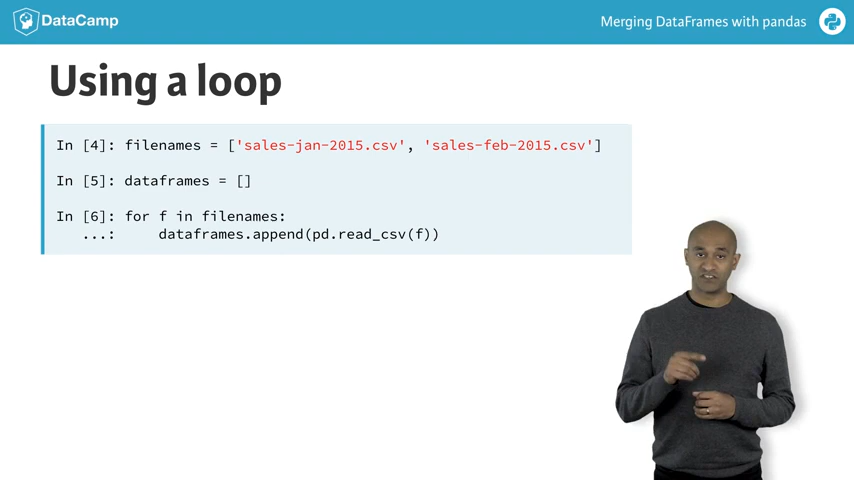 DataCamp
Merging DataFrames with pandas
Using a loop
In [4]: filenames = ['sales-jan-2015.csv', 'sales-feb-2015.csv']
In [5]: dataframes = []
In [6]: for f in filenames:
...: dataframes.append(pd.read_csv(f))